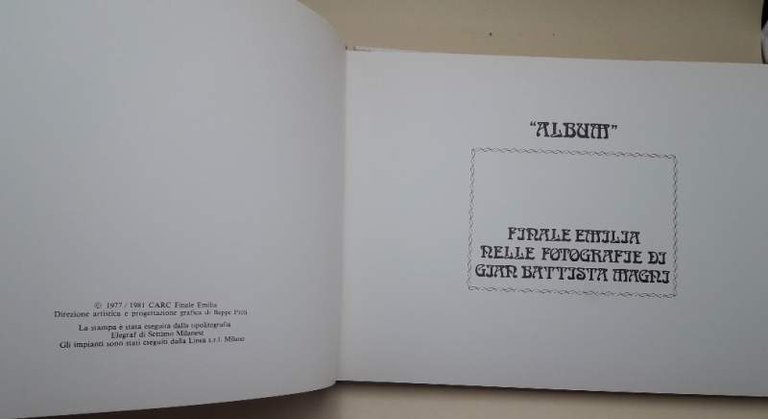 © 1977 / 1981 CARC Finale Emilia
Direzione artistica e progettazione grafica di Beppe
La stampa è stata eseguita dalla tipolitografia
Elegraf di Settimo Milanese
Gli impianti sono stati eseguiti dalla Linea s.r.l. Milano
“ALBUM”
FINALE EMILIA
NELLE FOTOGRAFIE DI
GIAN BATTISTA MAGNI